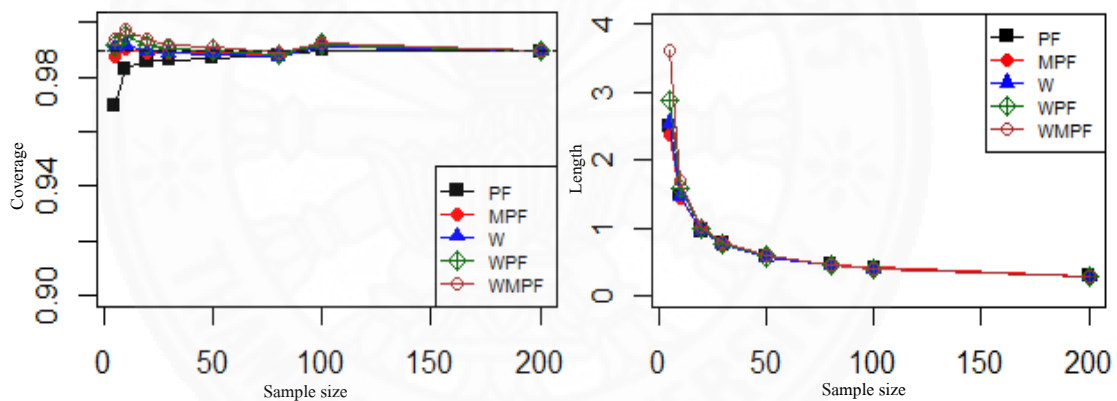 Coverage
0.98
0.94
0.90
PF
MPF
W
WPF
WMPF
0 50 100 150 200
Sample size
Length
4
3
2
1
0
PF
MPF
W
WPF
WMPF
0 50 100 150 200
Sample size